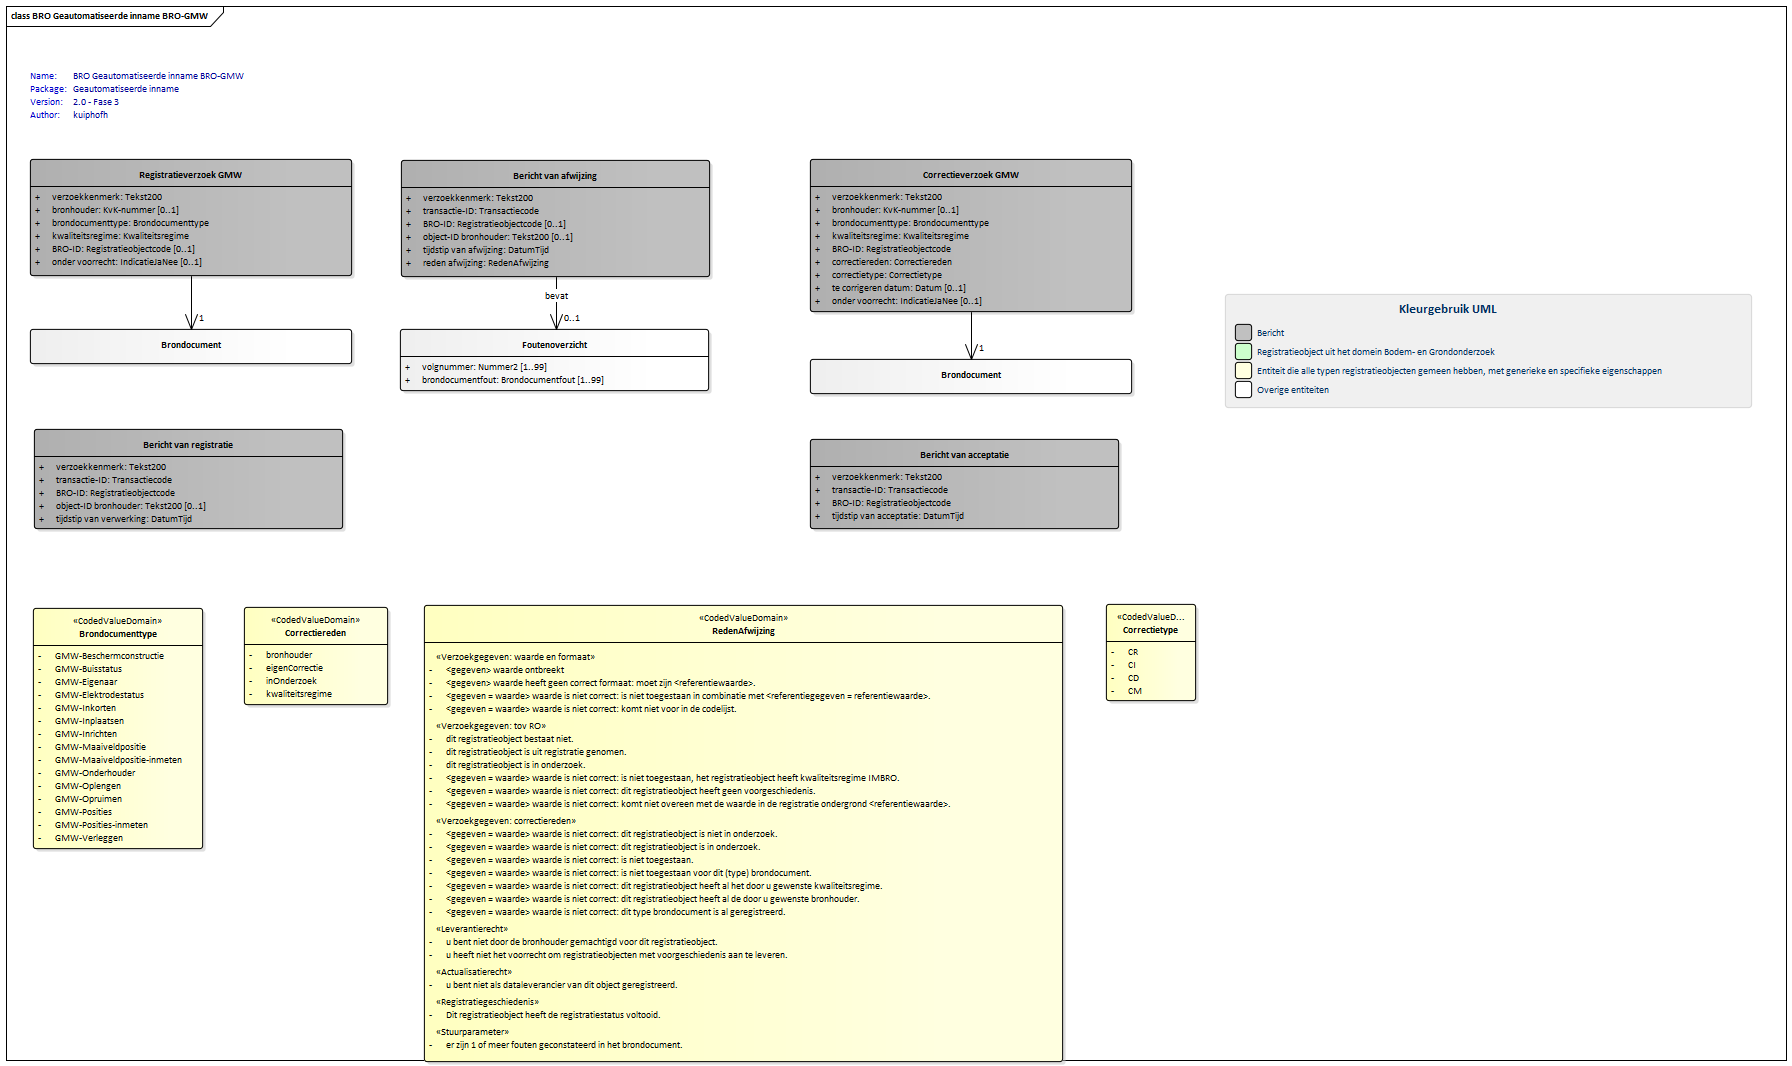 class BRO Geautomatiseerde inname BRO-GMW
Name: BRO Geautomatiseerde inname BRO-GMW
Package: Geautomatiseerde inname
Version: 2.0 - Fase 3
Author: kuiphofh
Registratieverzoek GMW
+ verzoekkenmerk: Tekst200
+ bronhouder: KvK-nummer [0..1]
+ brondocumenttype: Brondocumenttype
+ kwaliteitsregime: Kwaliteitsregime
+ BRO-ID: Registratieobjectcode [0..1]
+ onder voorrecht: IndicatieJaNee [0..1]
1
Brondocument
Bericht van afwijzing
+ verzoekkenmerk: Tekst200
+ transactie-ID: Transactiecode
+ BRO-ID: Registratieobjectcode [0..1]
+ object-ID bronhouder: Tekst200 [0..1]
+ tijdstip van afwijzing: DatumTijd
+ reden afwijzing: RedenAfwijzing
bevat
0..1
Foutenoverzicht
+ volgnummer: Nummer2 [1..99]
+ brondocumentfout: Brondocumentfout [1..99]
Correctieverzoek GMW
+ verzoekkenmerk: Tekst200
+ bronhouder: KvK-nummer [0..1]
+ brondocumenttype: Brondocumenttype
+ kwaliteitsregime: Kwaliteitsregime
+ BRO-ID: Registratieobjectcode
+ correctiereden: Correctiereden
+ correctietype: Correctietype
+ te corrigeren datum: Datum [0..1]
+ onder voorrecht: IndicatieJaNee [0..1]
1
Brondocument
Kleurgebruik UML
Bericht
Registratieobject uit het domein Bodem- en Grondonderzoek
Entiteit die alle typen registratieobjecten gemeen hebben, met generieke en specifieke eigenschappen
Overige entiteiten
Bericht van registratie
+ verzoekkenmerk: Tekst200
+ transactie-ID: Transactiecode
+ BRO-ID: Registratieobjectcode
+ object-ID bronhouder: Tekst200 [0..1]
+ tijdstip van verwerking: DatumTijd
Bericht van acceptatie
+ verzoekkenmerk: Tekst200
+ transactie-ID: Transactiecode
+ BRO-ID: Registratieobjectcode
+ tijdstip van acceptatie: DatumTijd
«CodedValueDomain»
Brondocumenttype
- GMW-Beschermconstructie
- GMW-Buisstatus
- GMW-Eigenaar
- GMW-Elektrodestatus
- GMW-Inkorten
- GMW-Inplaatsen
- GMW-Inrichten
- GMW-Maaiveldpositie
- GMW-Maaiveldpositie-inmeten
- GMW-Onderhouder
- GMW-Oplengen
- GMW-Opruimen
- GMW-Posities
- GMW-Posities-inmeten
- GMW-Verleggen
«CodedValueDomain»
Correctiereden
- bronhouder
- eigenCorrectie
- inOnderzoek
- kwaliteitsregime
«CodedValueDomain»
RedenAfwijzing
«Verzoekgegeven: waarde en formaat»
- <gegeven> waarde ontbreekt
- <gegeven> waarde heeft geen correct formaat: moet zijn <referentiewaarde>.
- <gegeven = waarde> waarde is niet correct: is niet toegestaan in combinatie met <referentiegegeven = referentiewaarde>.
- <gegeven = waarde> waarde is niet correct: komt niet voor in de codelijst.
«Verzoekgegeven: tov RO»
- dit registratieobject bestaat niet.
- dit registratieobject is uit registratie genomen.
- dit registratieobject is in onderzoek.
- <gegeven = waarde> waarde is niet correct: is niet toegestaan, het registratieobject heeft kwaliteitsregime IMBRO.
- <gegeven = waarde> waarde is niet correct: dit registratieobject heeft geen voorgeschiedenis.
- <gegeven = waarde> waarde is niet correct: komt niet overeen met de waarde in de registratie ondergrond <referentiewaarde>.
«Verzoekgegeven: correctiereden»
- <gegeven = waarde> waarde is niet correct: dit registratieobject is niet in onderzoek.
- <gegeven = waarde> waarde is niet correct: dit registratieobject is in onderzoek.
- <gegeven = waarde> waarde is niet correct: is niet toegestaan.
- <gegeven = waarde> waarde is niet correct: is niet toegestaan voor dit (type) brondocument.
- <gegeven = waarde> waarde is niet correct: dit registratieobject heeft al het door u gewenste kwaliteitsregime.
- <gegeven = waarde> waarde is niet correct: dit registratieobject heeft al de door u gewenste bronhouder.
- <gegeven = waarde> waarde is niet correct: dit type brondocument is al geregistreerd.
«Leverantierecht»
- u bent niet door de bronhouder gemachtigd voor dit registratieobject.
- u heeft niet het voorrecht om registratieobjecten met voorgeschiedenis aan te leveren.
«Actualisatierecht»
- u bent niet als dataleverancier van dit object geregistreerd.
«Registratiegeschiedenis»
- Dit registratieobject heeft de registratiestatus voltooid.
«Stuurparameter»
- er zijn 1 of meer fouten geconstateerd in het brondocument.
«CodedValueD...
Correctietype
- CR
- CI
- CD
- CM